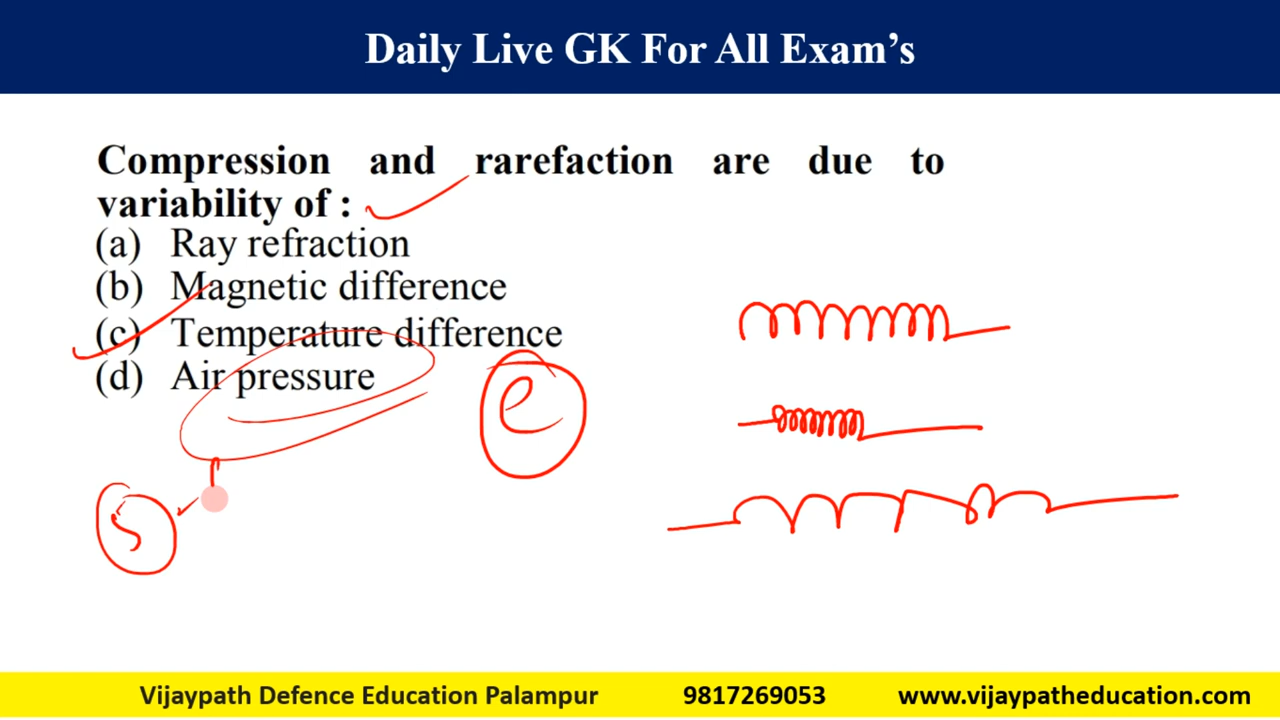 Daily Live GK For All Exam’s
Compression and rarefaction are due to
variability of :
(a) Ray refraction
(b) Magnetic difference
(c) Temperature difference
(d) Air pressure
e
S
Vijaypath Defence Education Palampur 9817269053 www.vijaypatheducation.com